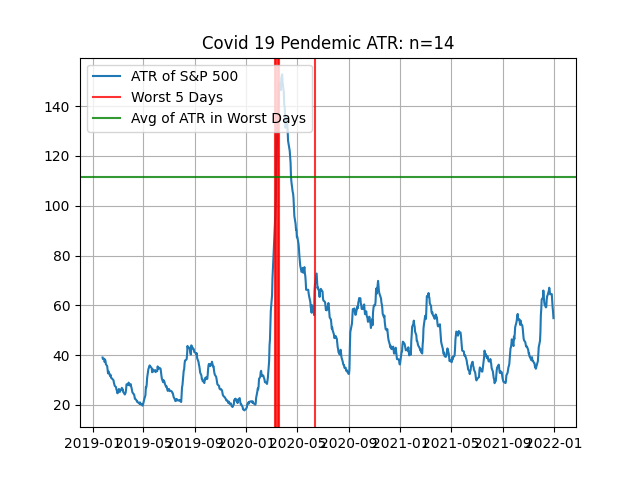 Covid 19 Pendemic ATR: n=14
ATR of S&P 500
Worst 5 Days
Avg of ATR in Worst Days
140
120
100
80
60
40
20
2019-01 2019-05 2019-09 2020-01 2020-05 2020-09 2021-01 2021-05 2021-09 2022-01